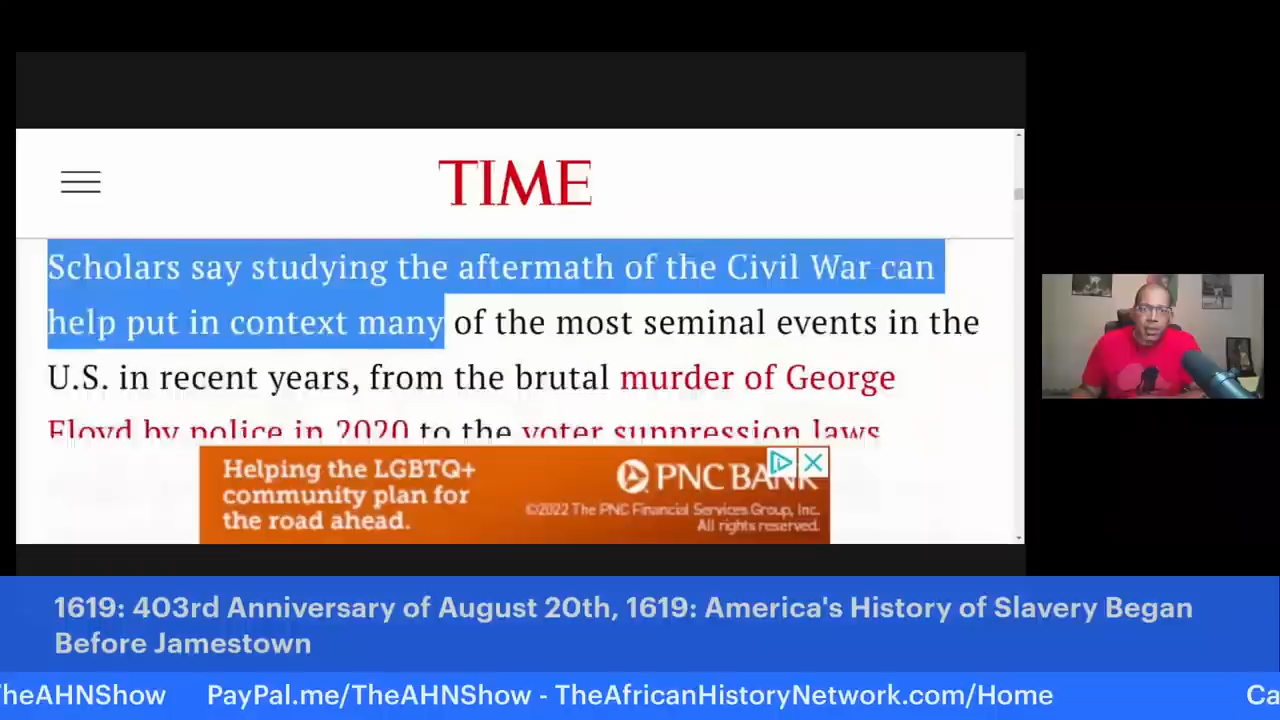 TIME
Scholars say studying the aftermath of the Civil War can
help put in context many of the most seminal events in the
U.S. in recent years, from the brutal murder of George
Floyd by police in 2020 to the voter suppression laws
Helping the LGBTQ+
community plan for
the road ahead.
PNC BANK
©2022 The PNC Financial Services Group, Inc.
All rights reserved.
1619: 403rd Anniversary of August 20th, 1619: America's History of Slavery Began
Before Jamestown
TheAHNShow PayPal.me/TheAHNShow - TheAfricanHistoryNetwork.com/Home Ca